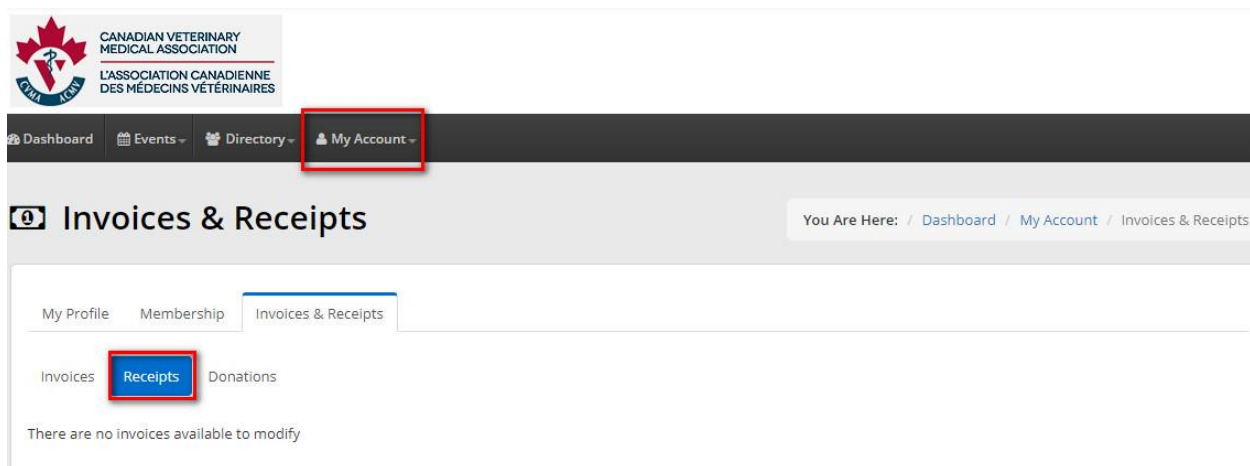 CANADIAN VETERINARY
MEDICAL ASSOCIATION
L'ASSOCIATION CANADIENNE
DES MÉDECINS VÉTÉRINAIRES
CVMA ACMV
Dashboard Events Directory My Account
Invoices & Receipts
You Are Here: / Dashboard / My Account / Invoices & Receipts
My Profile Membership Invoices & Receipts
Invoices Receipts Donations
There are no invoices available to modify